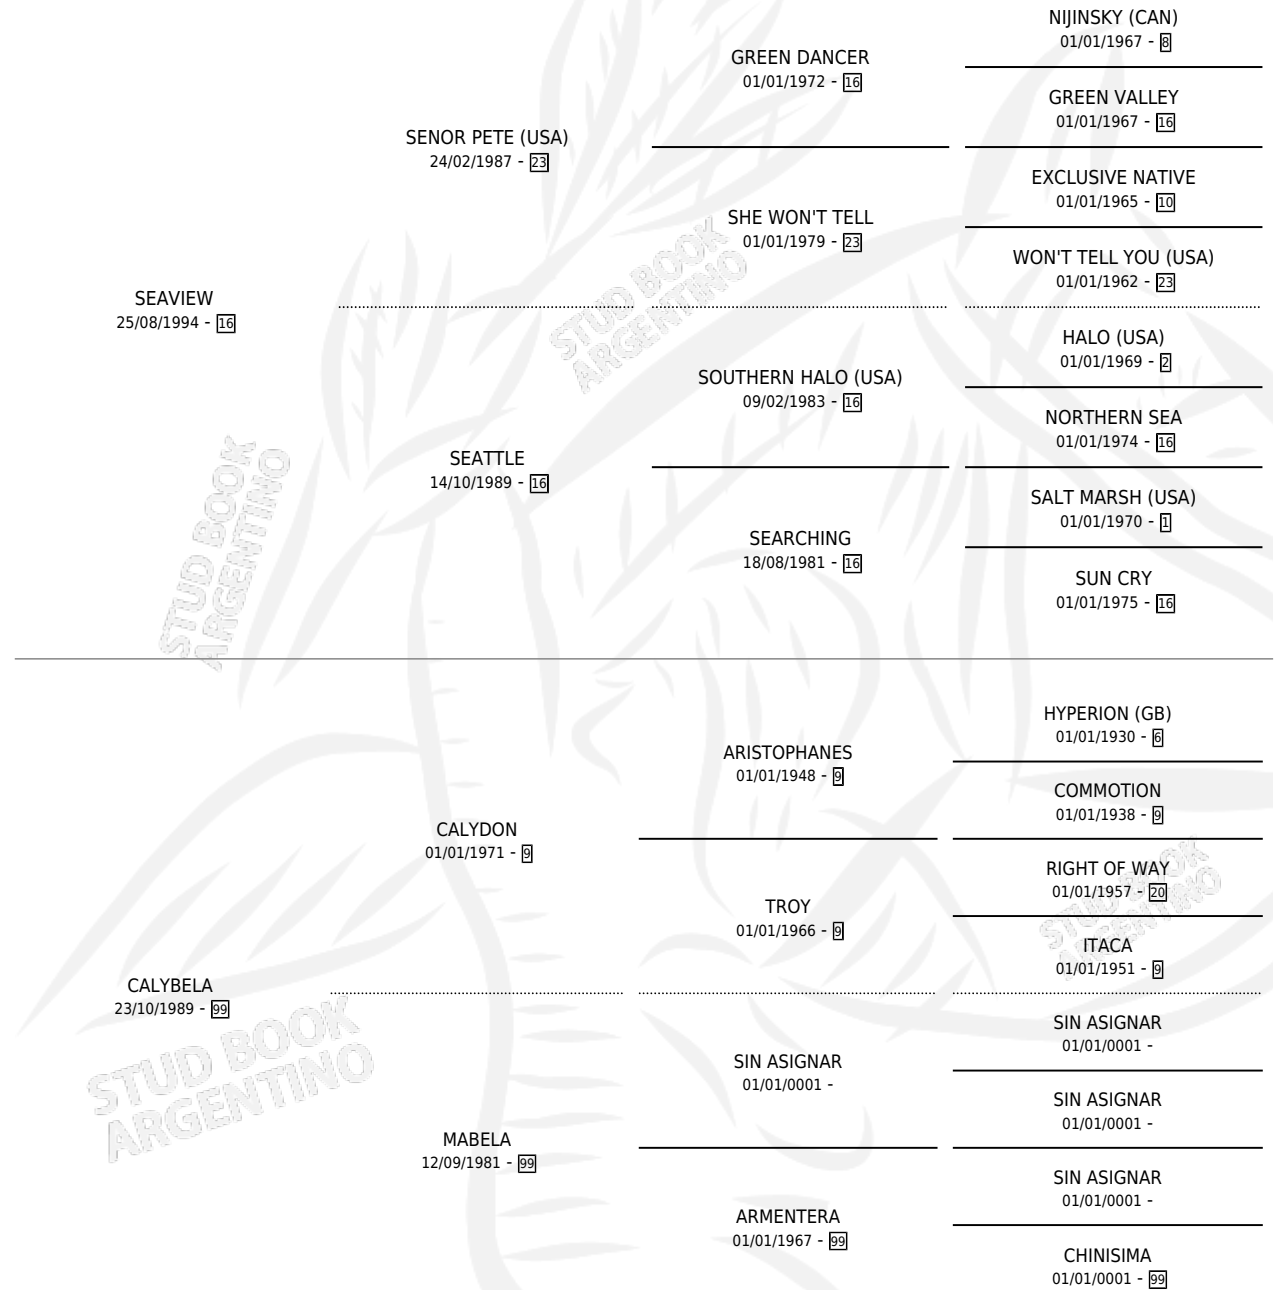 NIJINSKY (CAN)
01/01/1967 - 8
GREEN DANCER
01/01/1972 - 16
GREEN VALLEY
01/01/1967 - 16
SENOR PETE (USA)
24/02/1987 - 23
EXCLUSIVE NATIVE
01/01/1965 - 10
SHE WON'T TELL
01/01/1979 - 23
WON'T TELL YOU (USA)
01/01/1962 - 23
SEAVIEW
25/08/1994 - 16
HALO (USA)
01/01/1969 - 2
SOUTHERN HALO (USA)
09/02/1983 - 16
NORTHERN SEA
01/01/1974 - 16
SEATTLE
14/10/1989 - 16
SALT MARSH (USA)
01/01/1970 - 1
SEARCHING
18/08/1981 - 16
SUN CRY
01/01/1975 - 16
HYPERION (GB)
01/01/1930 - 6
ARISTOPHANES
01/01/1948 - 9
COMMOTION
01/01/1938 - 9
CALYDON
01/01/1971 - 9
RIGHT OF WAY
01/01/1957 - 20
TROY
01/01/1966 - 9
ITACA
01/01/1951 - 9
CALYBELA
23/10/1989 - 99
SIN ASIGNAR
01/01/0001 -
SIN ASIGNAR
01/01/0001 -
SIN ASIGNAR
01/01/0001 -
MABELA
12/09/1981 - 99
SIN ASIGNAR
01/01/0001 -
ARMENTERA
01/01/1967 - 99
CHINISIMA
01/01/0001 - 99
STUD BOOK
ARGENTINO
STUD BOOK
ARGENTINO
STUD BOOK
ARGENTINO
STUD BOOK
ARGENTINO